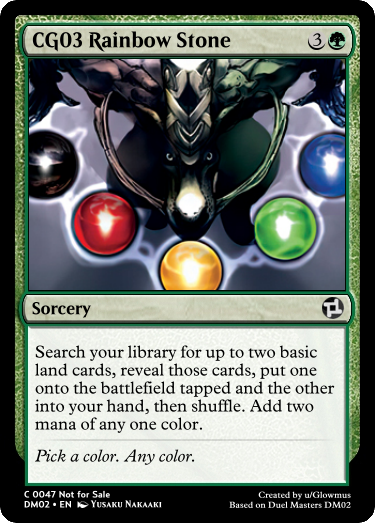 CG03 Rainbow Stone 3
Sorcery
Search your library for up to two basic
land cards, reveal those cards, put one
onto the battlefield tapped and the other
into your hand, then shuffle. Add two
mana of any one color.
Pick a color. Any color.
C 0047 Not for Sale
DM02 • EN Yusaku Nakaaki
Created by u/Glowmus
Based on Duel Masters DM02